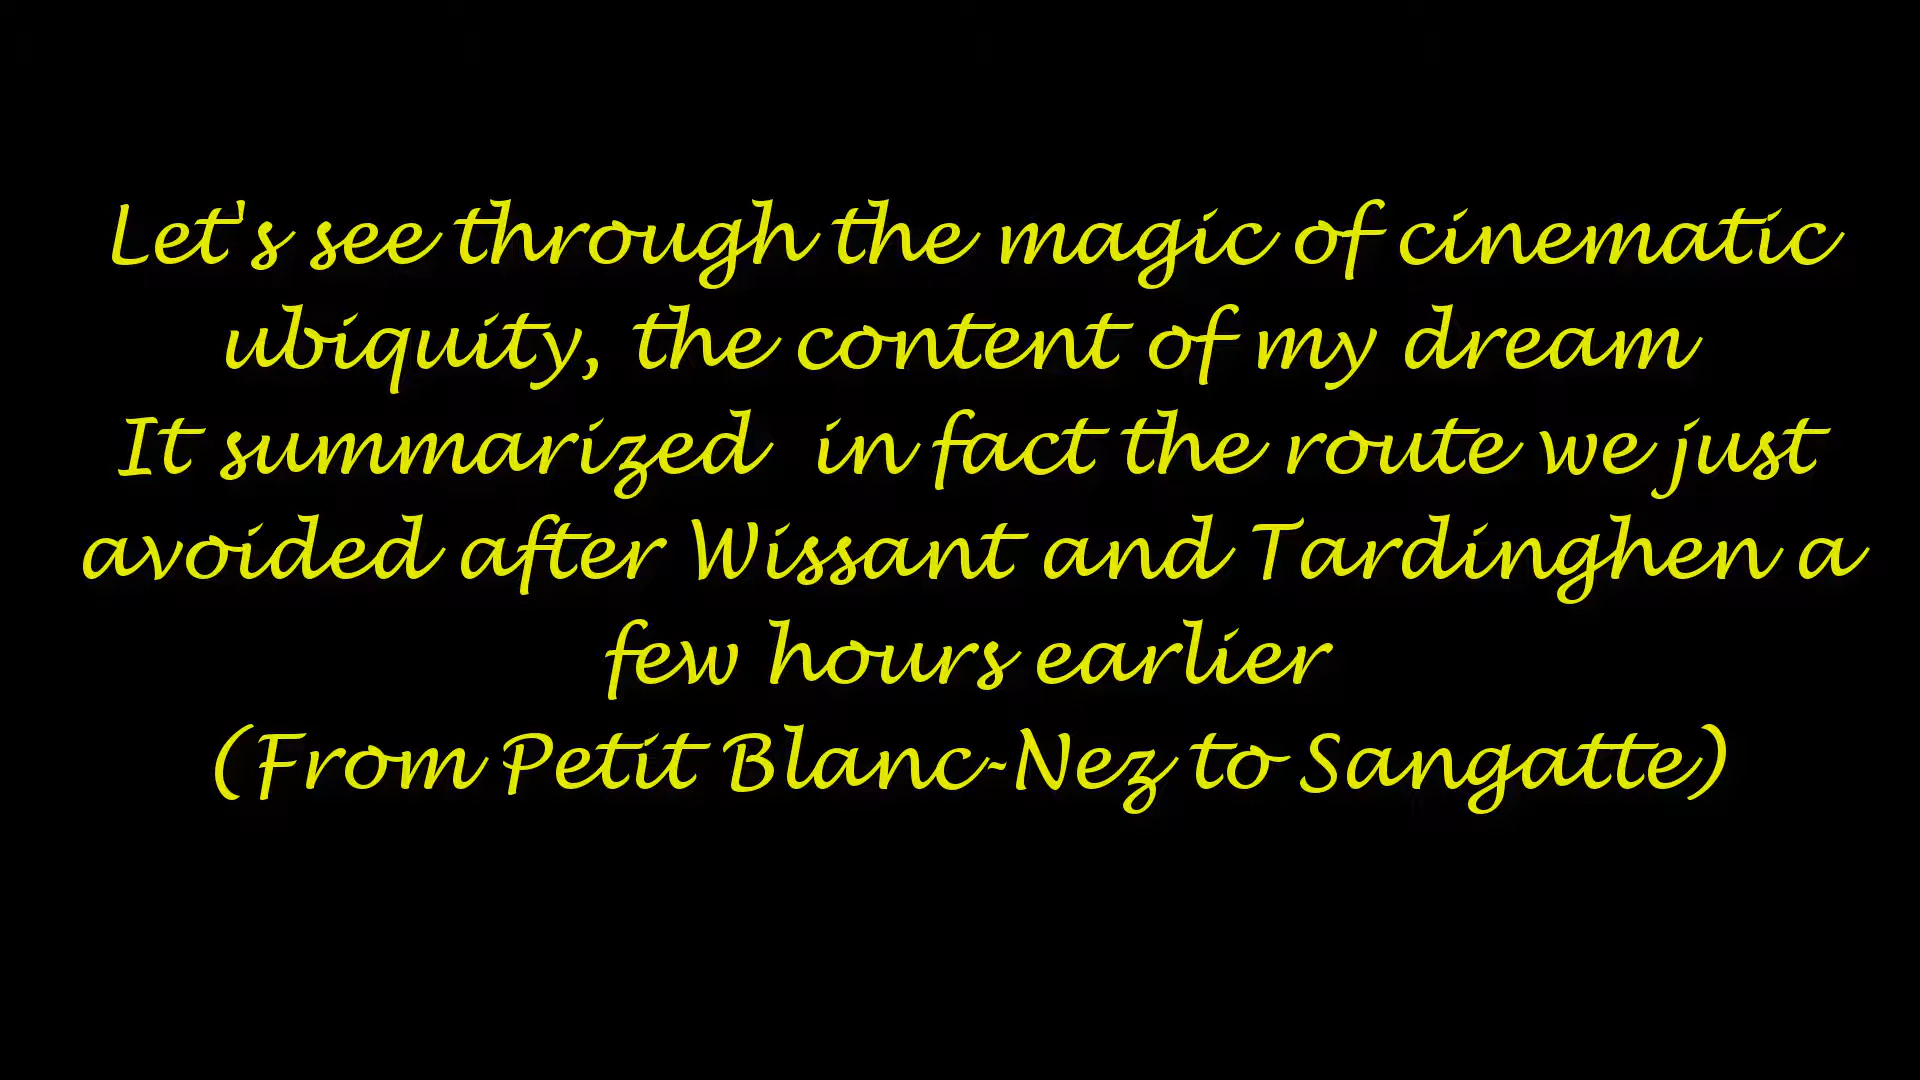 Let's see through the magic of cinematic
ubiquity, the content of my dream
It summarized  in fact the route we just
avoided after Wissant and Tardinghen a
few hours earlier
(From Petit Blanc-Nez to Sangatte)